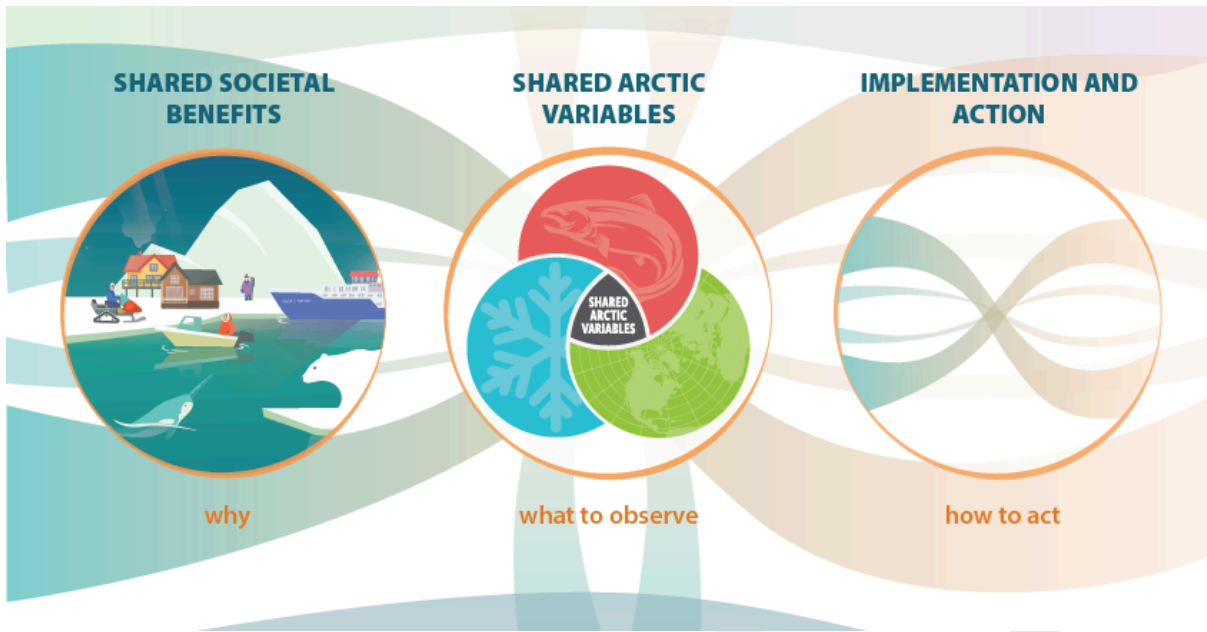 SHARED SOCIETAL
BENEFITS
SHARED ARCTIC
VARIABLES
IMPLEMENTATION AND
ACTION
SHARED
ARCTIC
VARIABLES
why
what to observe
how to act